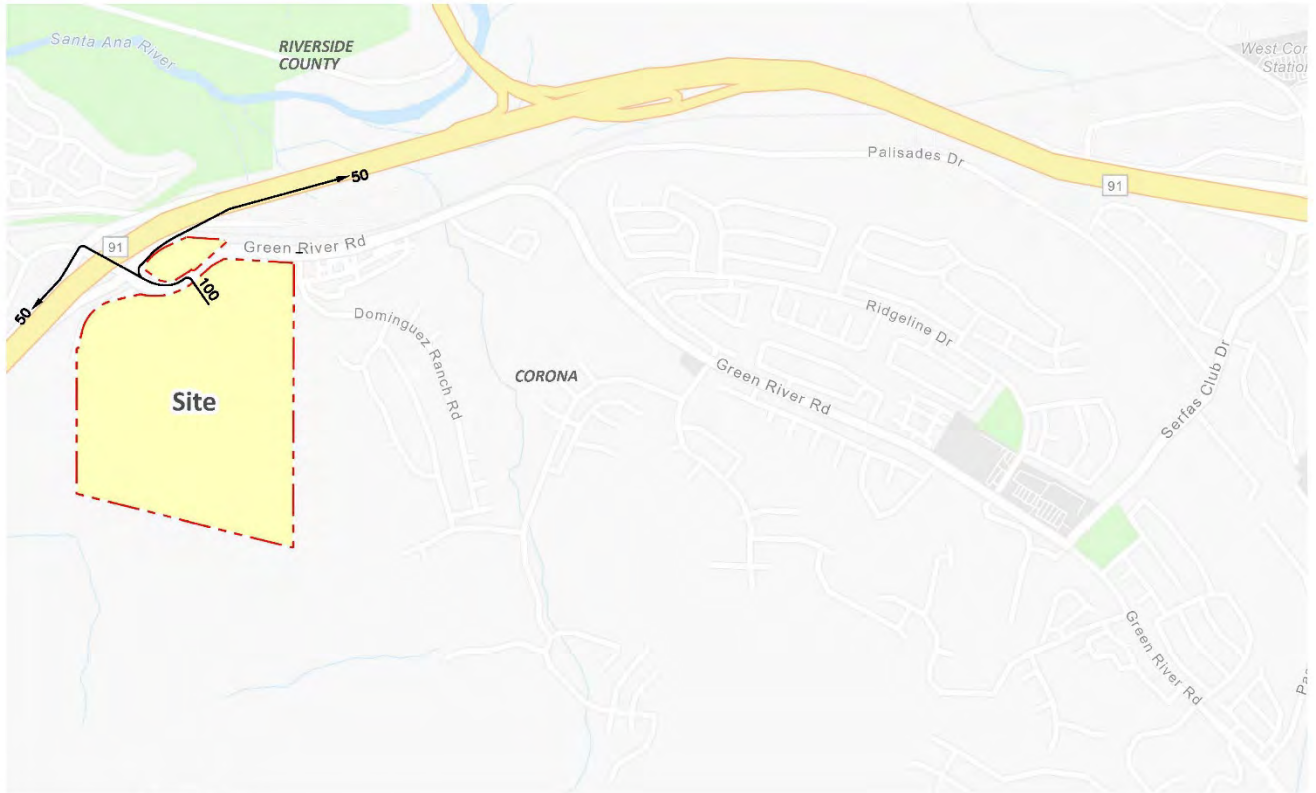 Santa Ana River
RIVERSIDE
COUNTY
West Cor
Station
Palisades Dr
50
91
91
Green River Rd
100
50
Dominguez Ranch Rd
Ridgeline Dr
CORONA
Green River Rd
Serfas Club Dr
Site
Green River Rd